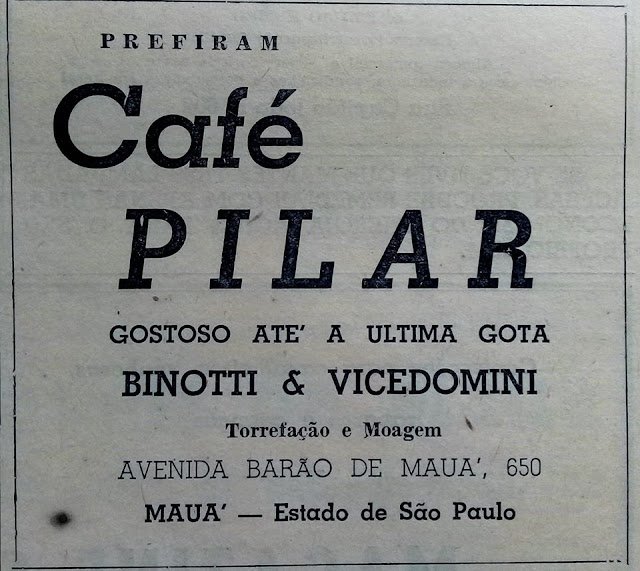 PREFIRAM
Café
PILAR
GOSTOSO ATE' A ULTIMA GOTA
BINOTTI & VICEDOMINI
Torrefação e Moagem
AVENIDA BARÃO DE MAUA', 650
MAUA' — Estado de São Paulo